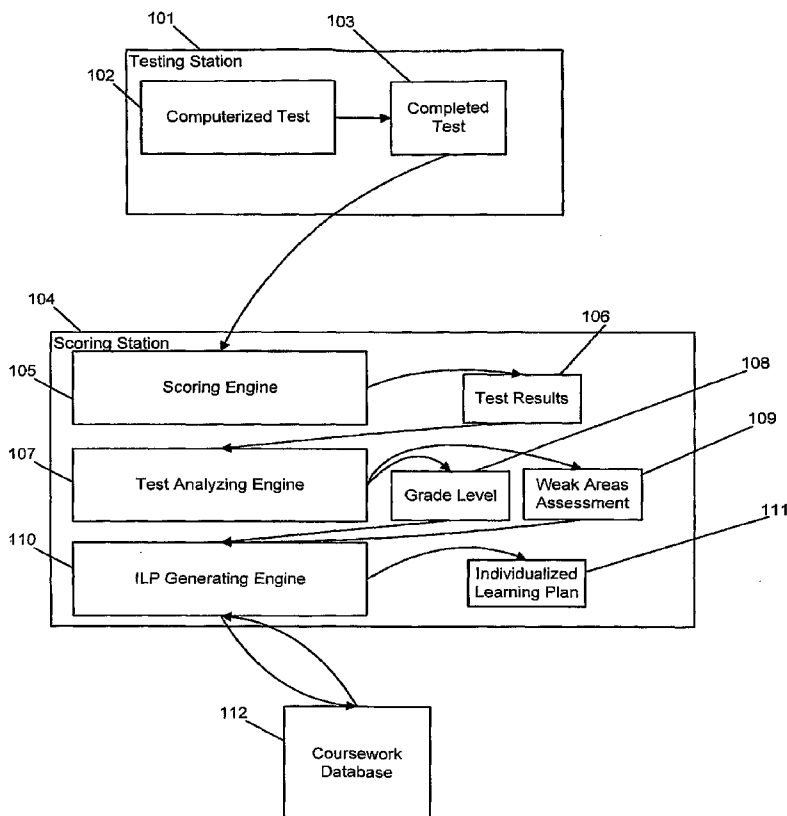 101
103
Testing Station
102
Computerized Test
Completed
Test
104
106
Scoring Station
108
105
Scoring Engine
Test Results
109
107
Test Analyzing Engine
Grade Level
Weak Areas
Assessment
111
110
ILP Generating Engine
Individualized
Learning Plan
112
Coursework
Database